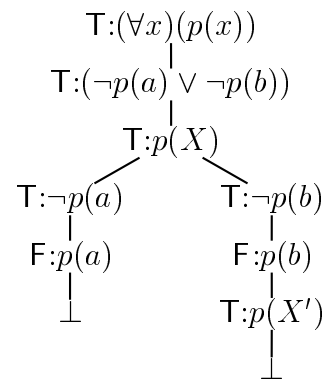 T:(∀x)(p(x))
T:(¬p(a) ∨ ¬p(b))
T:p(X)
T:¬p(a) T:¬p(b)
F:p(a) F:p(b)
⊥ T:p(X′)
⊥